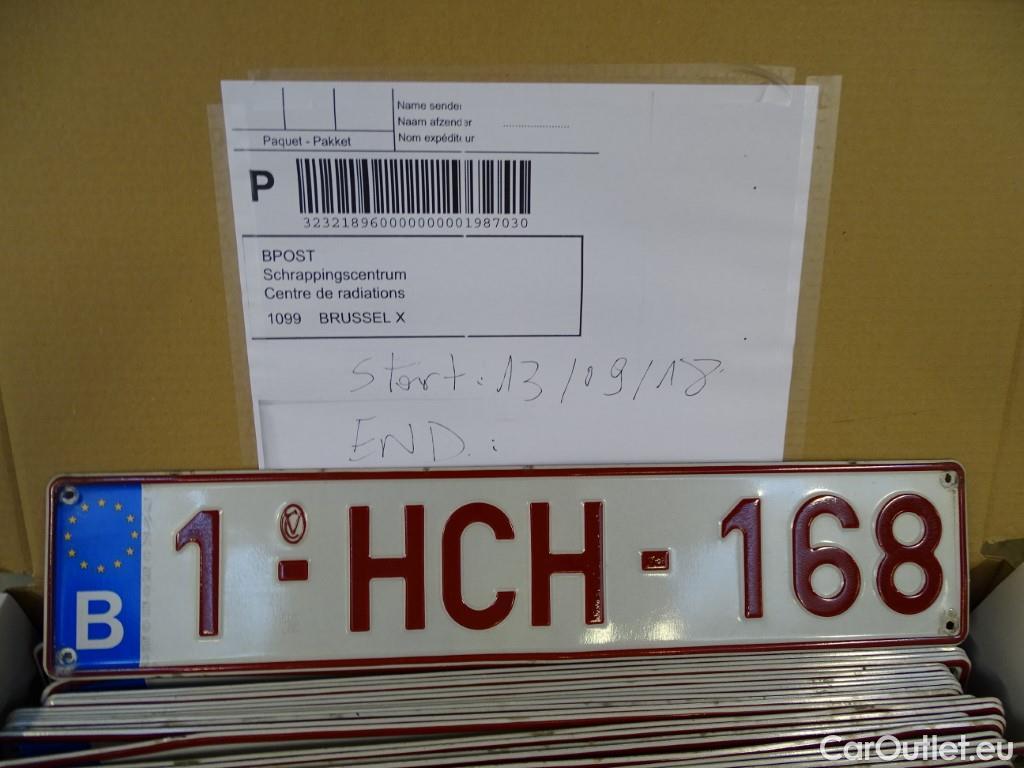 Name sender
Naam afzender
Nom expéditeur
Paquet - Pakket
P
323218960000000001987030
BPOST
Schrappingscentrum
Centre de radiations
1099 BRUSSEL X
Start: 13/09/18
END:
B 1-HCH-168
CarOutlet.eu